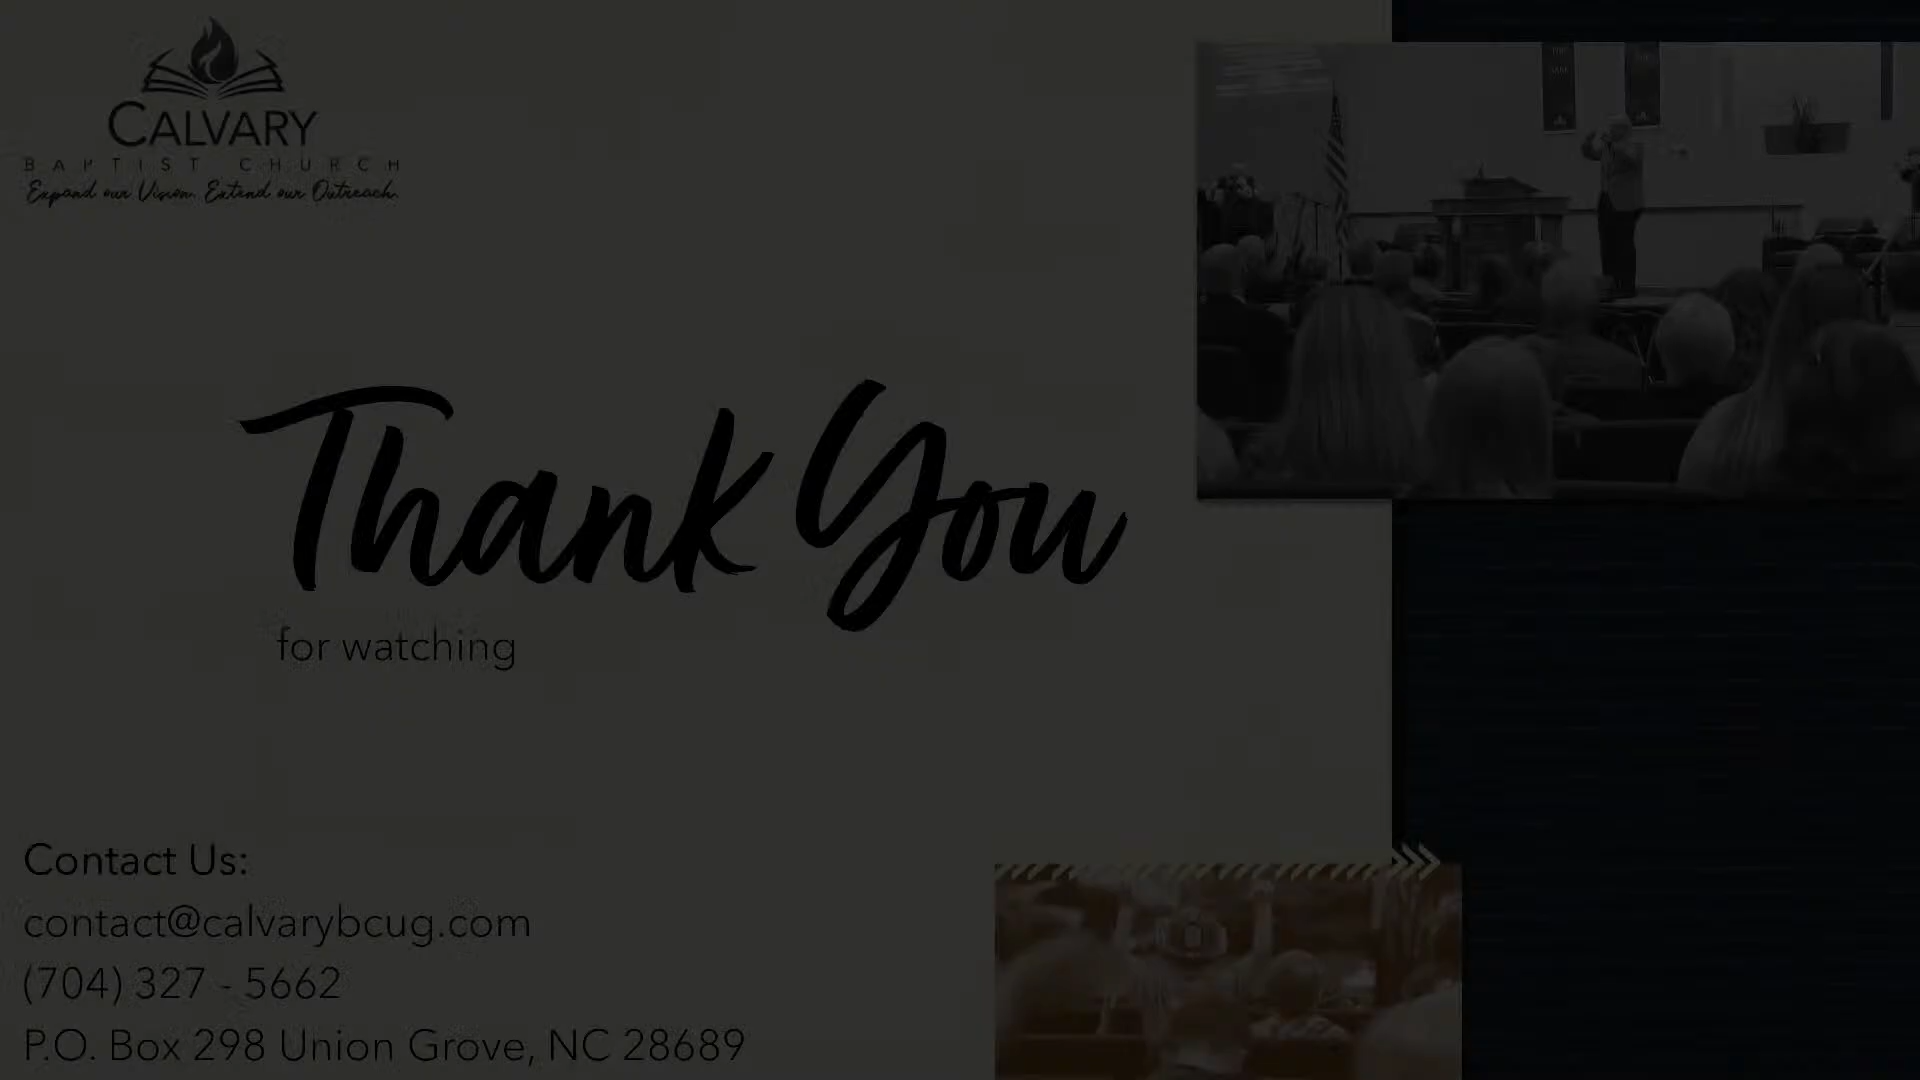 CALVARY
BAPTIST CHURCH
Expand our Vision. Extend our Outreach.
Thank You
for watching
Contact Us:
contact@calvarybcug.com
(704) 327 - 5662
P.O. Box 298 Union Grove, NC 28689